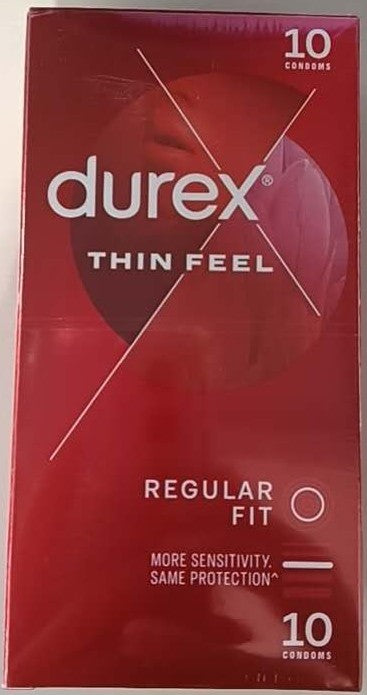 10
CONDOMS
durex®
THIN FEEL
REGULAR
FIT
MORE SENSITIVITY.
SAME PROTECTION^
10
CONDOMS